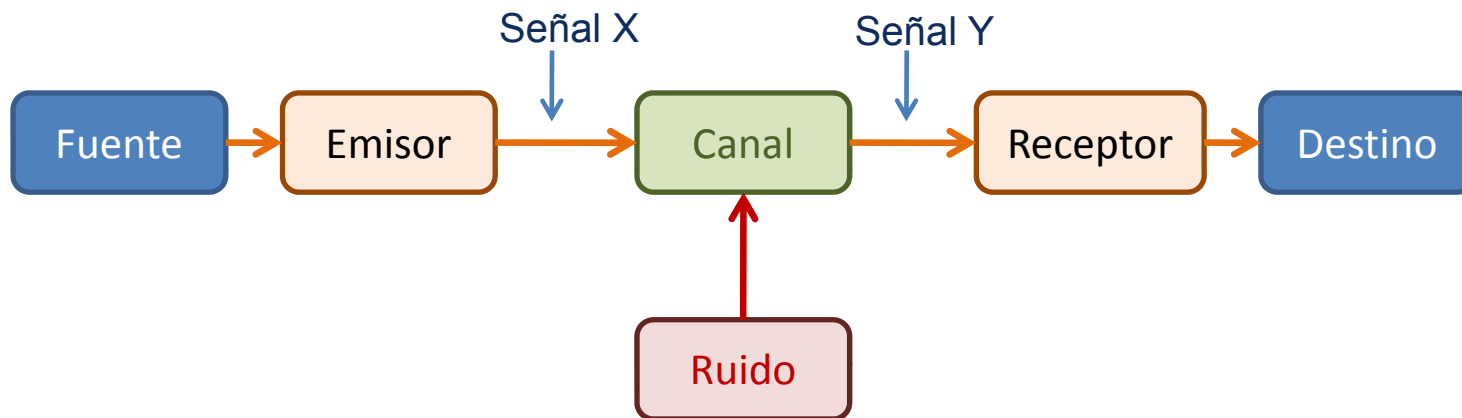 Señal X
Señal Y
Fuente
Emisor
Canal
Receptor
Destino
Ruido